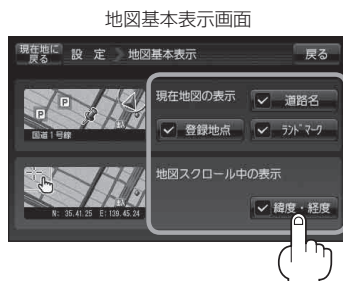 地図基本表示画面
現在地に戻る
設 定
地図基本表示
戻る
現在地図の表示
道路名
登録地点
ランドマーク
P
P
国道1号線
地図スクロール中の表示
緯度・経度
N: 35.41.25 E:139.45.24